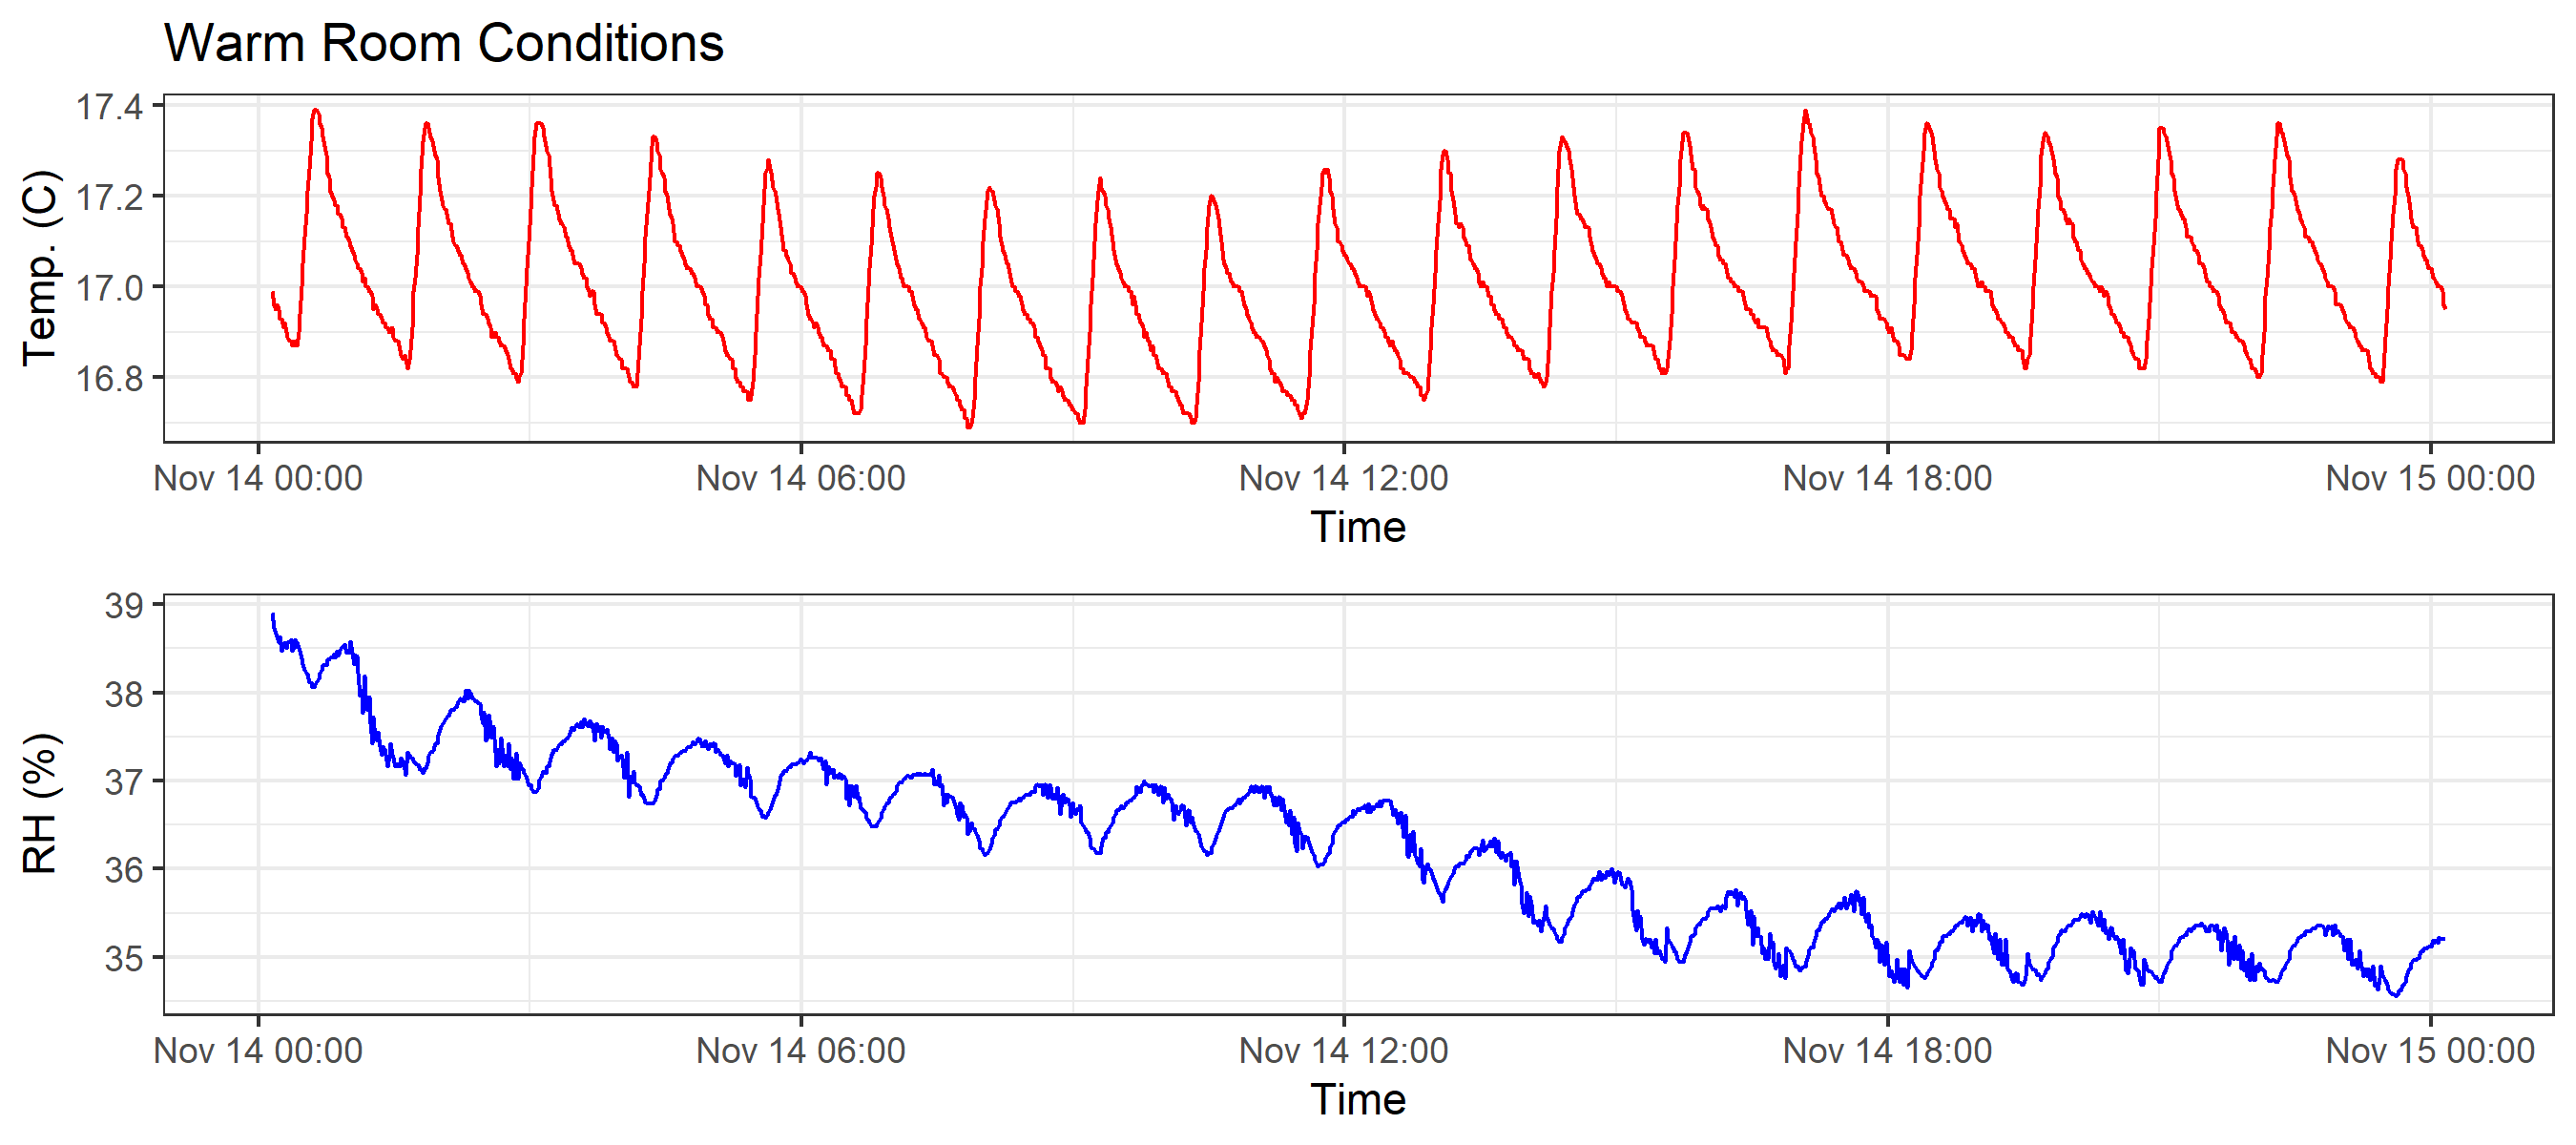 Warm Room Conditions
Temp. (C)
17.4
17.2
17.0
16.8
Nov 14 00:00 Nov 14 06:00 Nov 14 12:00 Nov 14 18:00 Nov 15 00:00
Time
RH (%)
39
38
37
36
35
Nov 14 00:00 Nov 14 06:00 Nov 14 12:00 Nov 14 18:00 Nov 15 00:00
Time